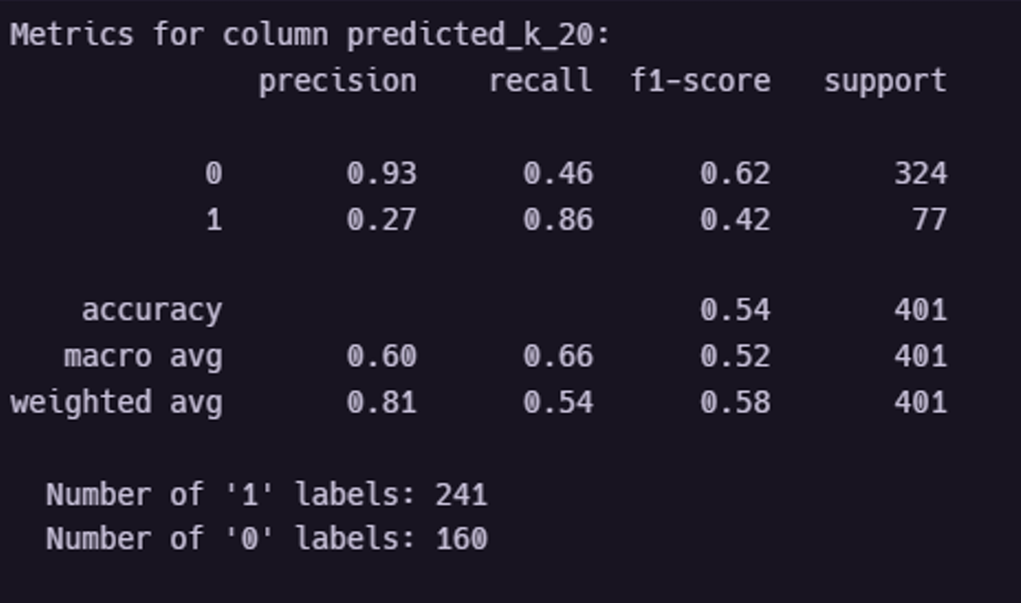 Metrics for column predicted_k_20:
precision recall f1-score support
0 0.93 0.46 0.62 324
1 0.27 0.86 0.42 77
accuracy 0.54 401
macro avg 0.60 0.66 0.52 401
weighted avg 0.81 0.54 0.58 401
Number of '1' labels: 241
Number of '0' labels: 160